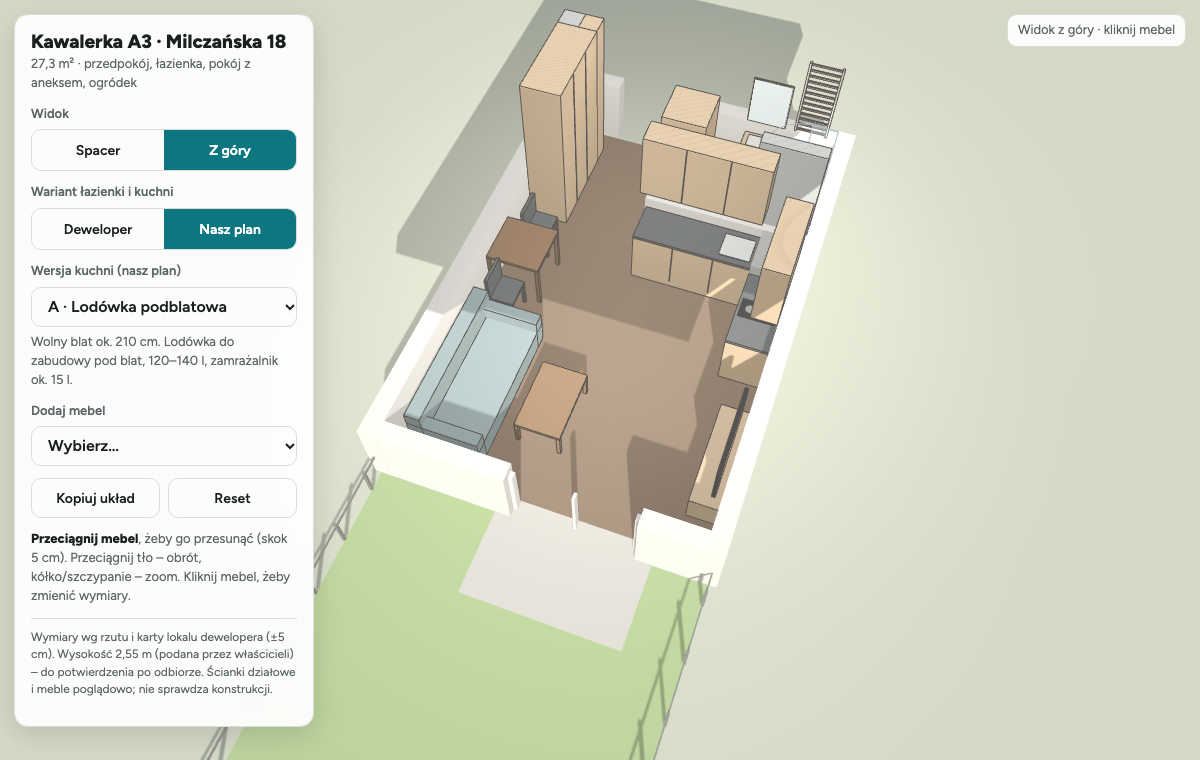 Kawalerka A3 · Milczańska 18
27,3 m² · przedpokój, łazienka, pokój z
aneksem, ogródek
Widok
Spacer
Z góry
Wariant łazienki i kuchni
Deweloper
Nasz plan
Wersja kuchni (nasz plan)
A · Lodówka podblatowa
Wolny blat ok. 210 cm. Lodówka do
zabudowy pod blat, 120–140 l, zamrażalnik
ok. 15 l.
Dodaj mebel
Wybierz...
Kopiuj układ
Reset
Przeciągnij mebel, żeby go przesunąć (skok
5 cm). Przeciągnij tło – obrót,
kółko/szczypanie – zoom. Kliknij mebel, żeby
zmienić wymiary.
Wymiary wg rzutu i karty lokalu dewelopera (±5
cm). Wysokość 2,55 m (podana przez właścicieli)
– do potwierdzenia po odbiorze. Ścianki działowe
i meble poglądowo; nie sprawdza konstrukcji.
Widok z góry · kliknij mebel